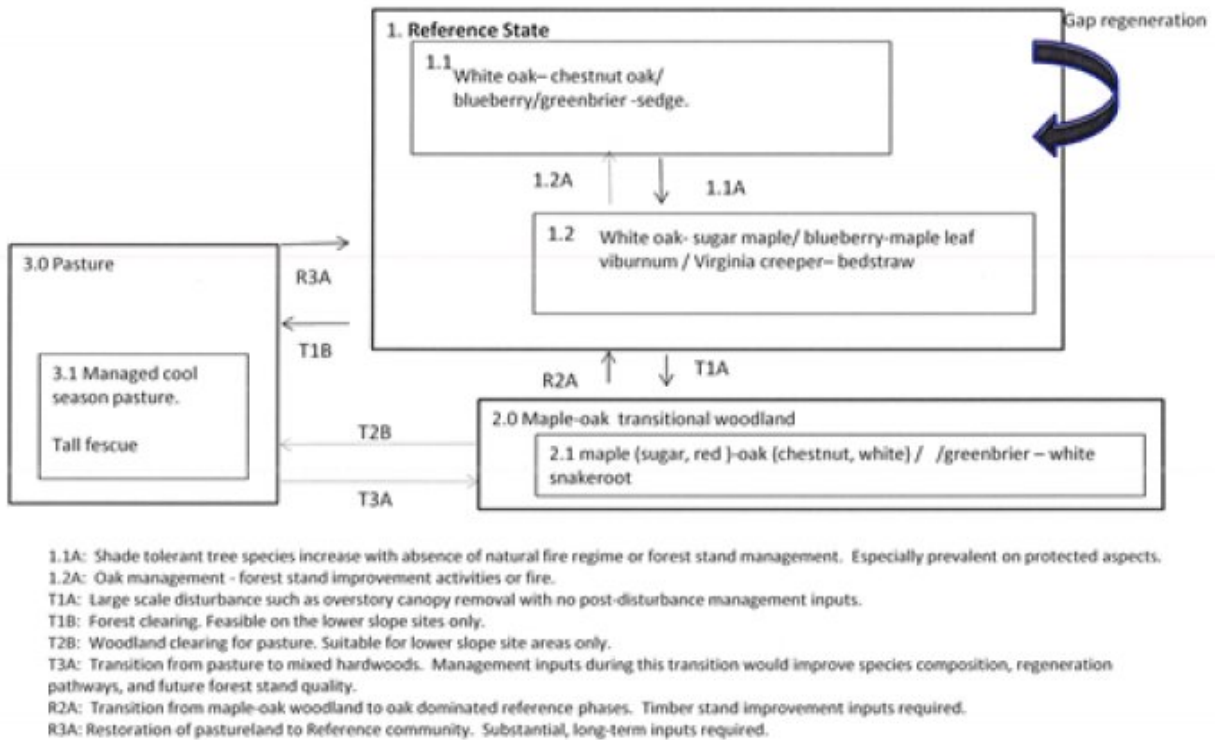 Gap regeneration
1. Reference State
1.1
White oak– chestnut oak/
blueberry/greenbrier -sedge.
1.2A
1.1A
1.2 White oak- sugar maple/ blueberry-maple leaf
viburnum / Virginia creeper– bedstraw
3.0 Pasture
R3A
T1B
3.1 Managed cool
season pasture.
Tall fescue
R2A
T1A
T2B
T3A
2.0 Maple-oak transitional woodland
2.1 maple (sugar, red )-oak (chestnut, white) / /greenbrier – white
snakeroot
1.1A: Shade tolerant tree species increase with absence of natural fire regime or forest stand management. Especially prevalent on protected aspects.
1.2A: Oak management - forest stand improvement activities or fire.
T1A: Large scale disturbance such as overstory canopy removal with no post-disturbance management inputs.
T1B: Forest clearing. Feasible on the lower slope sites only.
T2B: Woodland clearing for pasture. Suitable for lower slope site areas only.
T3A: Transition from pasture to mixed hardwoods. Management inputs during this transition would improve species composition, regeneration
pathways, and future forest stand quality.
R2A: Transition from maple-oak woodland to oak dominated reference phases. Timber stand improvement inputs required.
R3A: Restoration of pastureland to Reference community. Substantial, long-term inputs required.